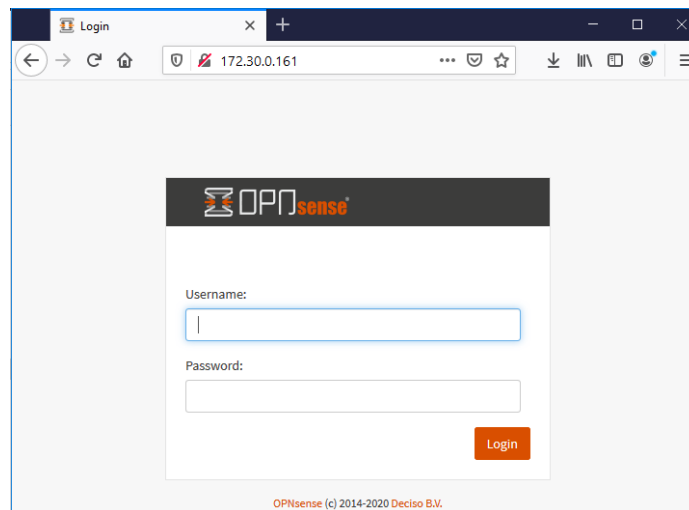 Login
172.30.0.161
OPNsense
Username:
Password:
Login
OPNsense (c) 2014-2020 Deciso B.V.